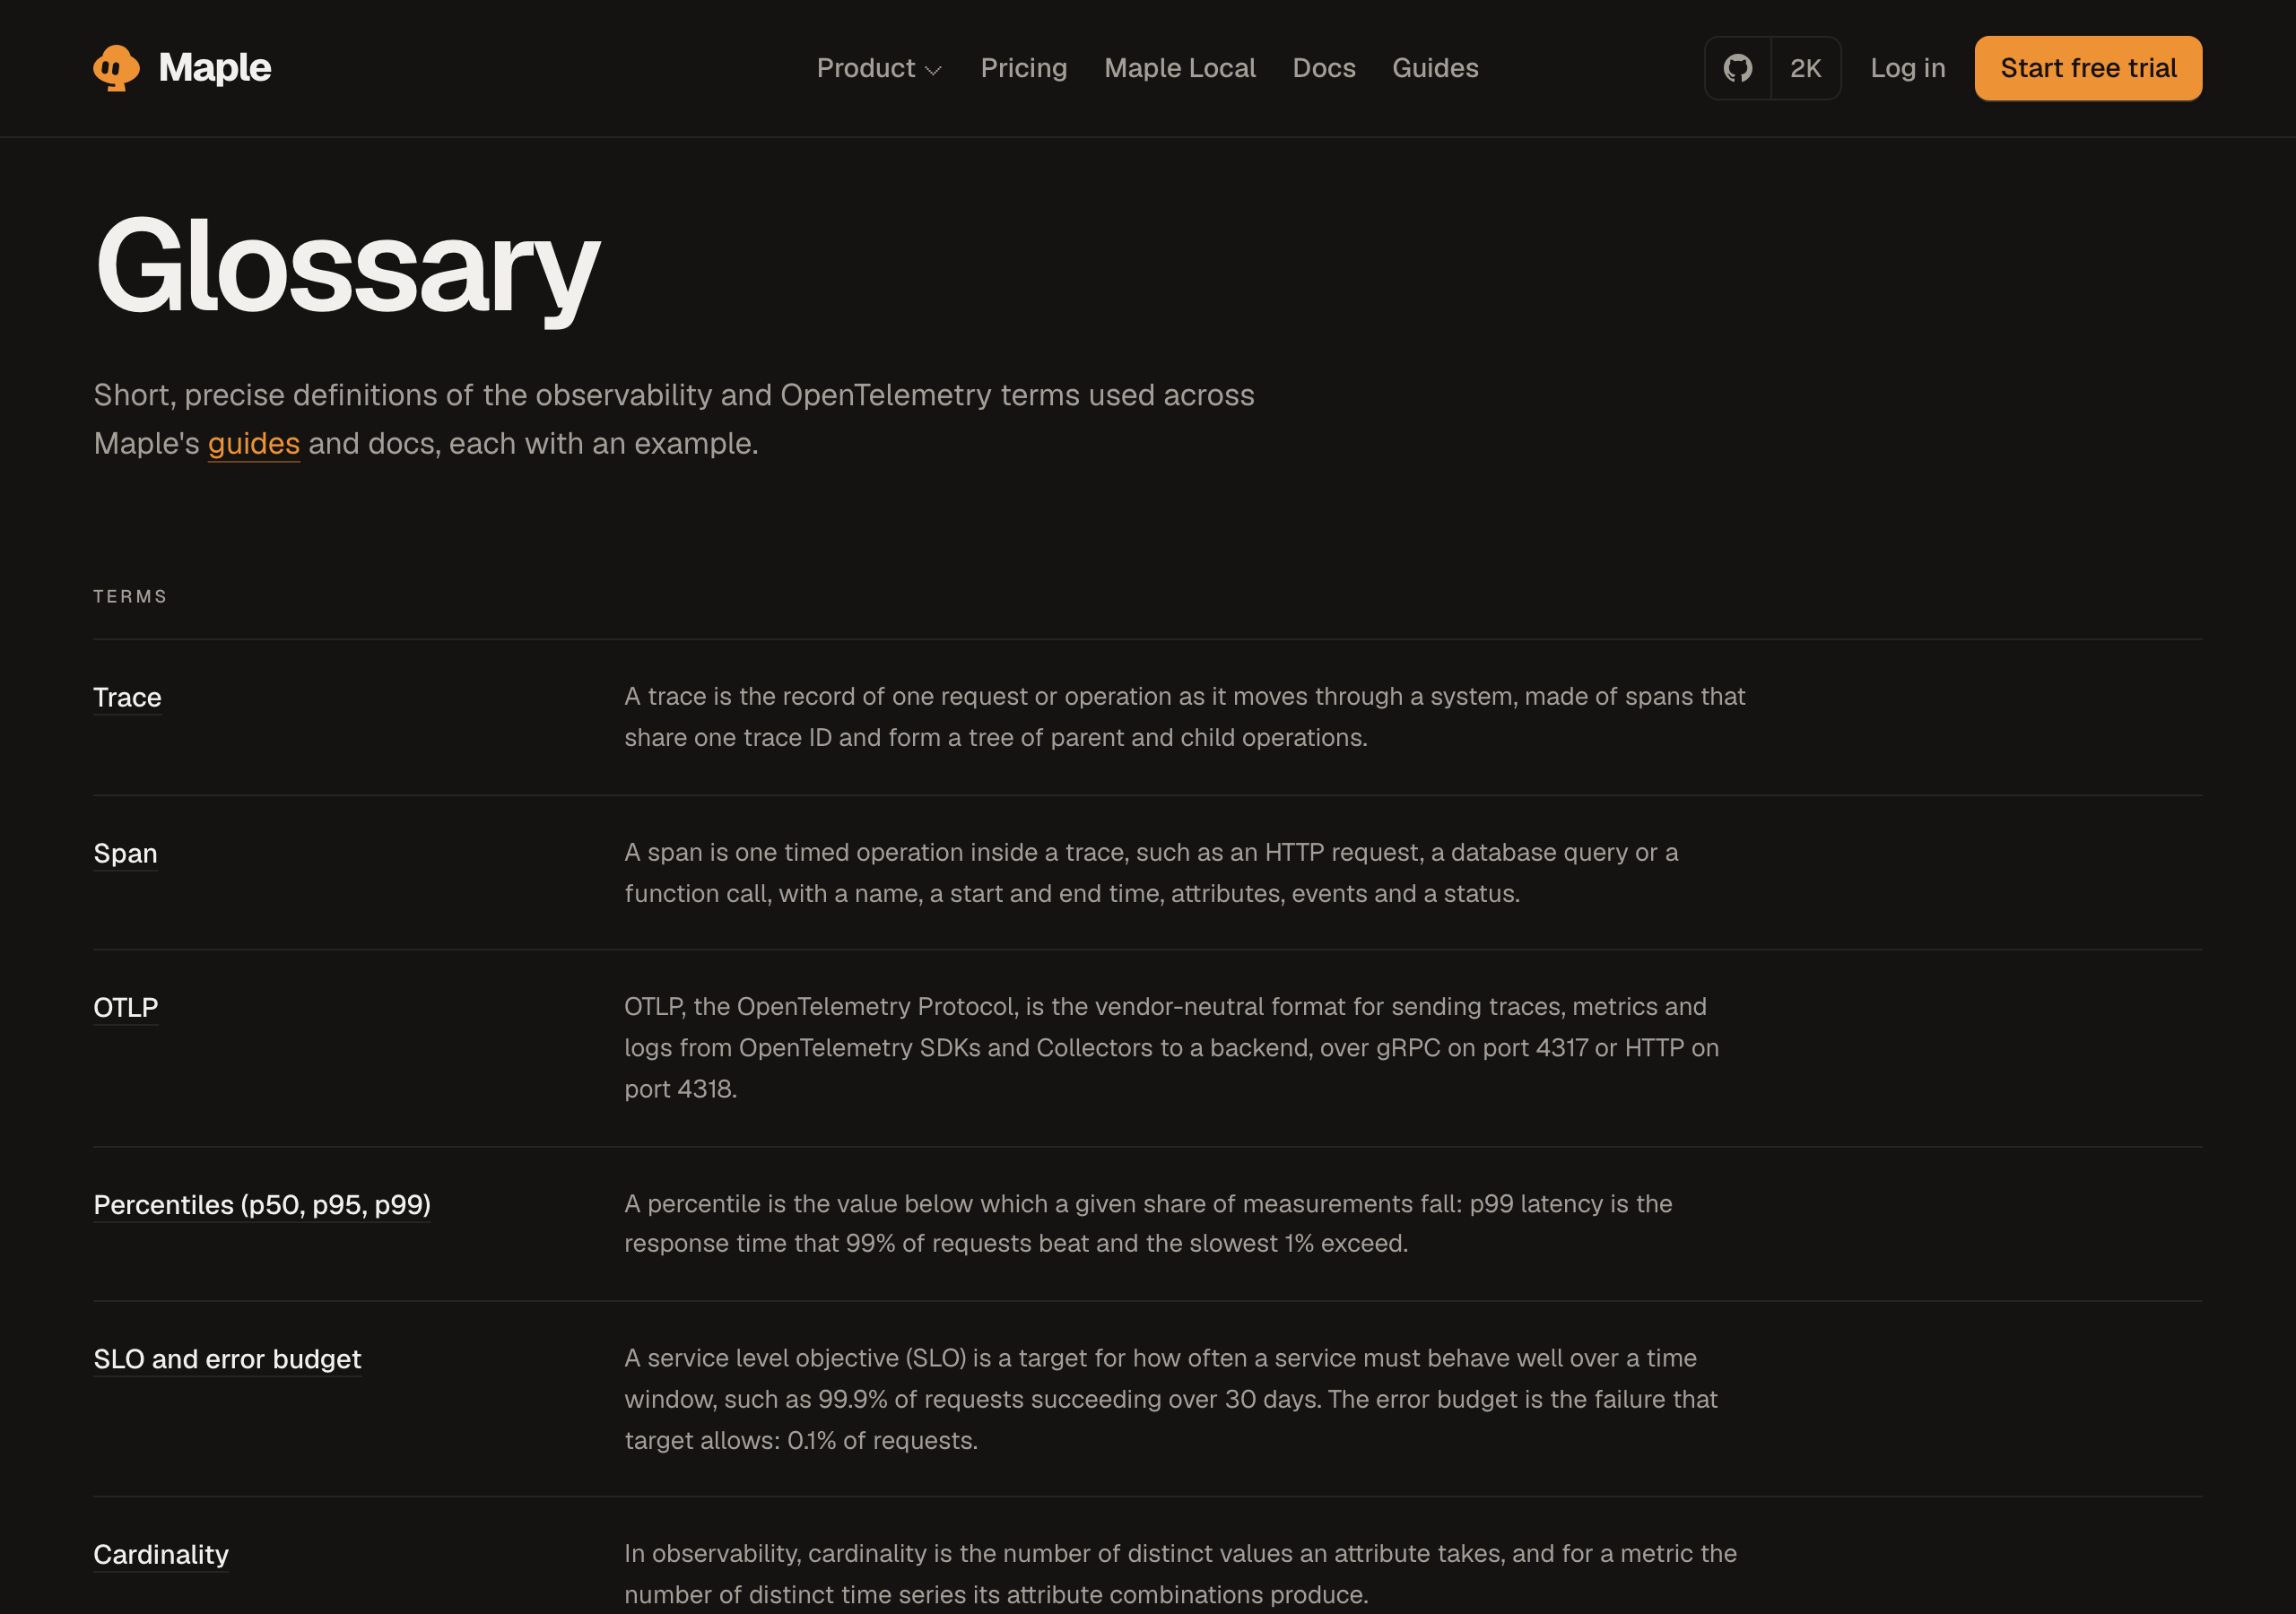 Maple
Product
Pricing
Maple Local
Docs
Guides
2K
Log in
Start free trial
Glossary
Short, precise definitions of the observability and OpenTelemetry terms used across
Maple's guides and docs, each with an example.
TERMS
Trace
A trace is the record of one request or operation as it moves through a system, made of spans that
share one trace ID and form a tree of parent and child operations.
Span
A span is one timed operation inside a trace, such as an HTTP request, a database query or a
function call, with a name, a start and end time, attributes, events and a status.
OTLP
OTLP, the OpenTelemetry Protocol, is the vendor-neutral format for sending traces, metrics and
logs from OpenTelemetry SDKs and Collectors to a backend, over gRPC on port 4317 or HTTP on
port 4318.
Percentiles (p50, p95, p99)
A percentile is the value below which a given share of measurements fall: p99 latency is the
response time that 99% of requests beat and the slowest 1% exceed.
SLO and error budget
A service level objective (SLO) is a target for how often a service must behave well over a time
window, such as 99.9% of requests succeeding over 30 days. The error budget is the failure that
target allows: 0.1% of requests.
Cardinality
In observability, cardinality is the number of distinct values an attribute takes, and for a metric the
number of distinct time series its attribute combinations produce.